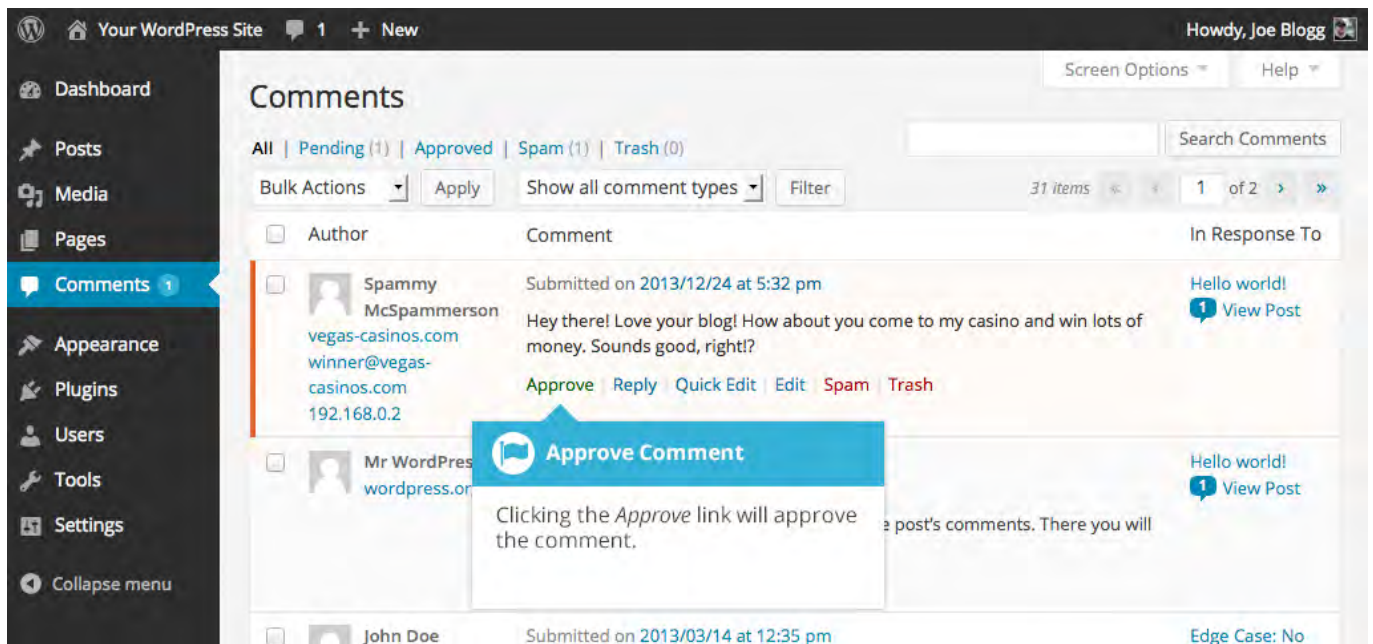 Your WordPress Site 1 + New Howdy, Joe Blogg
Screen Options Help
Dashboard
Posts
Media
Pages
Comments 1
Appearance
Plugins
Users
Tools
Settings
Collapse menu
Comments
All | Pending (1) | Approved | Spam (1) | Trash (0)
Search Comments
Bulk Actions Apply Show all comment types Filter 31 items « ‹ 1 of 2 › »
Author Comment In Response To
Spammy
McSpammerson
vegas-casinos.com
winner@vegas-
casinos.com
192.168.0.2
Submitted on 2013/12/24 at 5:32 pm
Hey there! Love your blog! How about you come to my casino and win lots of
money. Sounds good, right!?
Approve | Reply | Quick Edit | Edit | Spam | Trash
Hello world!
1 View Post
Approve Comment
Clicking the Approve link will approve
the comment.
Mr WordPres
wordpress.or
post's comments. There you will
Hello world!
1 View Post
John Doe
Submitted on 2013/03/14 at 12:35 pm
Edge Case: No